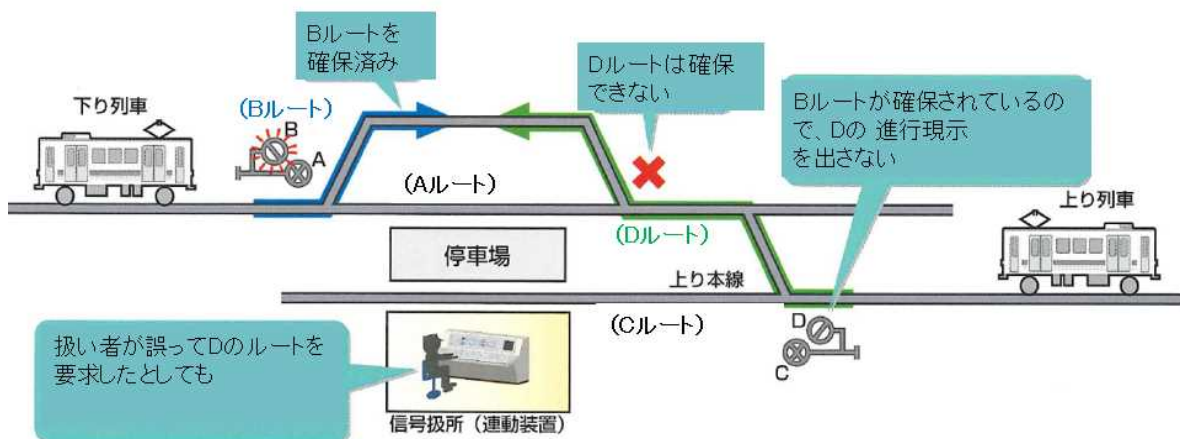 Bルートを
確保済み
Dルートは確保
できない
Bルートが確保されているの
で、Dの 進行現示
を出さない
下り列車
(Bルート)
B
A
(Aルート)
上り列車
(Dルート)
停車場
上り本線
(Cルート)
D
C
扱い者が誤ってDのルートを
要求したとしても
信号扱所（連動装置）